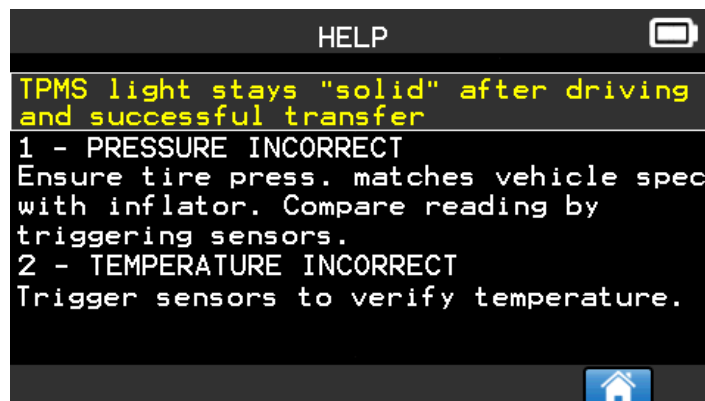 HELP
TPMS light stays "solid" after driving
and successful transfer
1 - PRESSURE INCORRECT
Ensure tire press. matches vehicle spec
with inflator. Compare reading by
triggering sensors.
2 - TEMPERATURE INCORRECT
Trigger sensors to verify temperature.